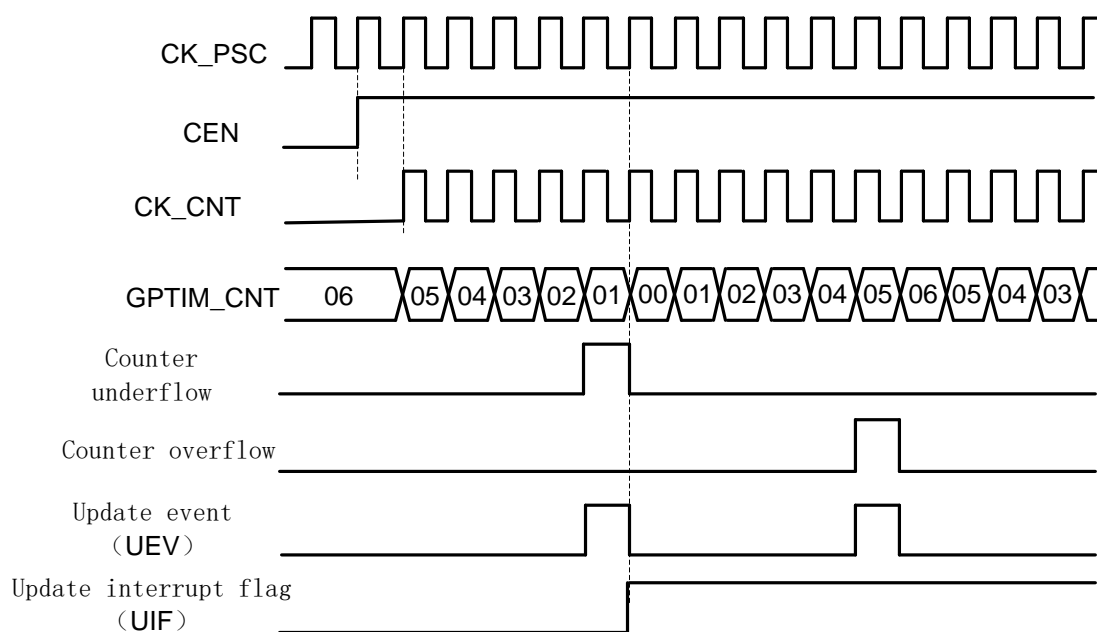 CK_PSC
CEN
CK_CNT
GPTIM_CNT 06 05 04 03 02 01 00 01 02 03 04 05 06 05 04 03
Counter
underflow
Counter overflow
Update event
（UEV）
Update interrupt flag
（UIF）